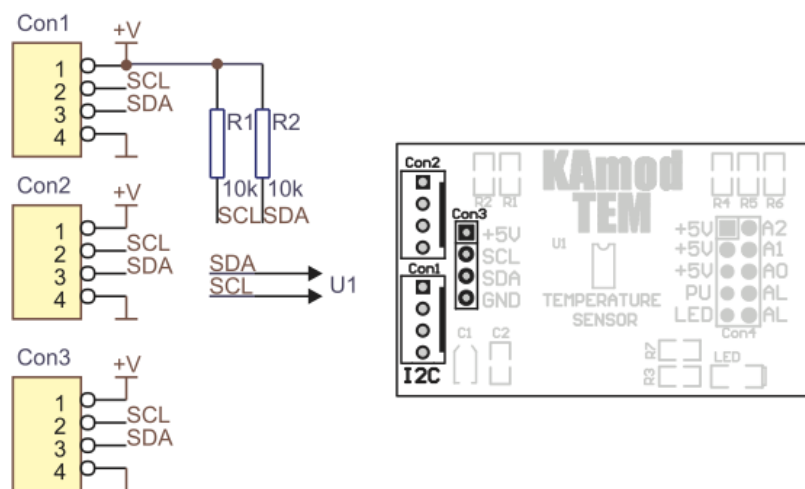 Con1
+V
1
2 SCL
3 SDA
4
R1 R2
10k 10k
SCL SDA
Con2
+V
1
2 SCL
3 SDA
4
SDA
SCL
U1
Con3
+V
1
2 SCL
3 SDA
4
Con2
R2 R1
KAmod
TEM
R4 R5 R6
Con3
+5V
SCL
SDA
GND
U1
TEMPERATURE
SENSOR
+5V A2
+5V A1
+5V A0
PU AL
LED AL
Con4
Con1
I2C
C1 C2
R7
R3
LED